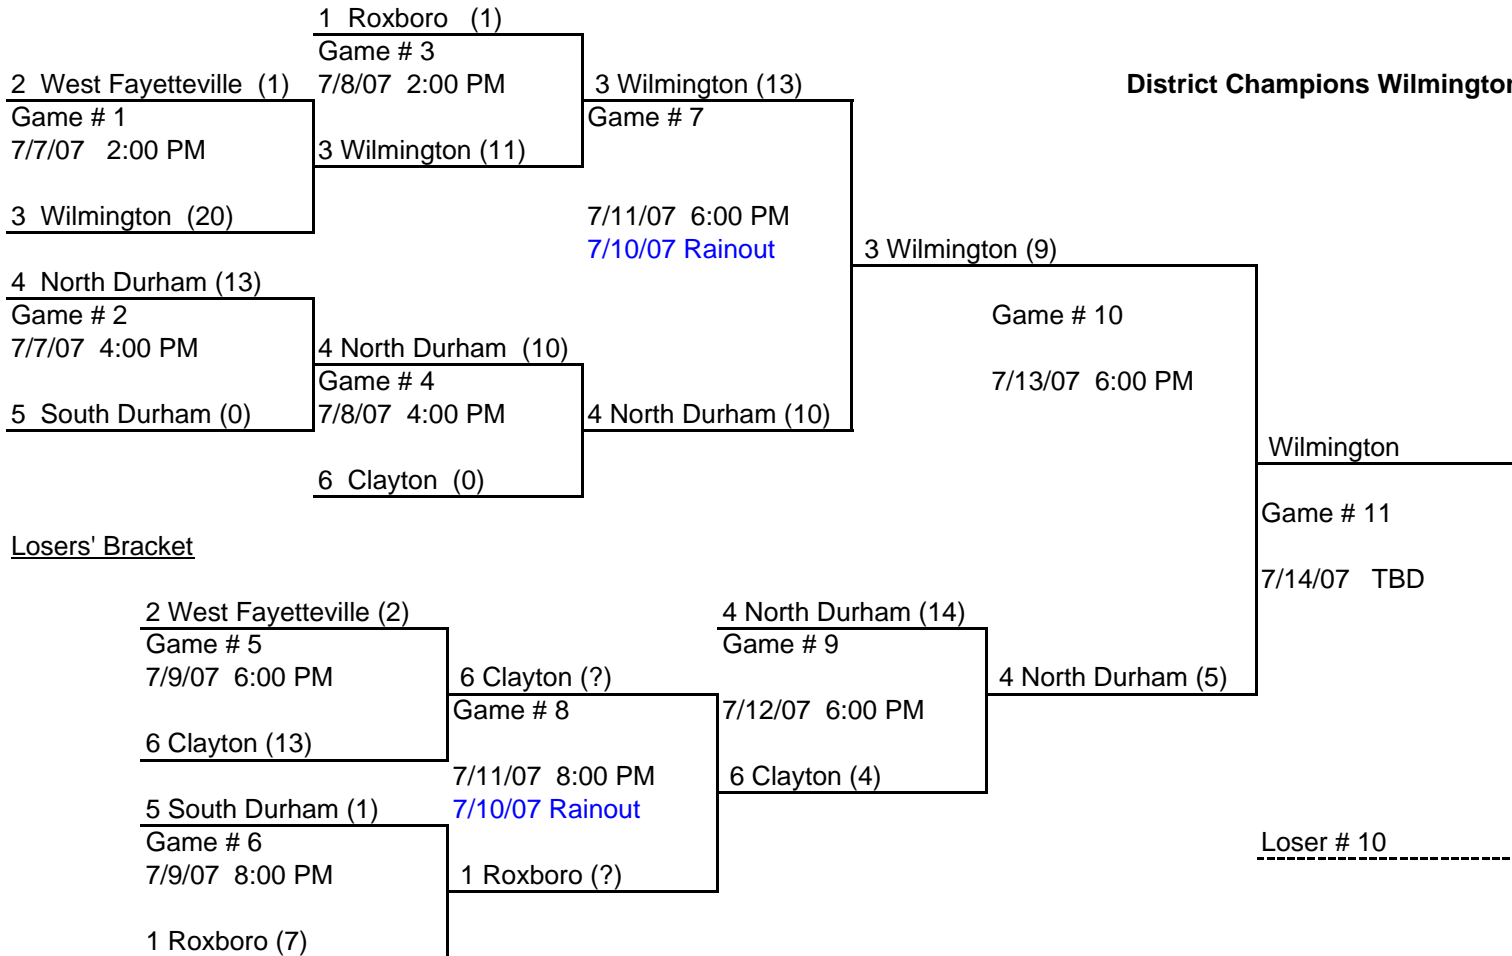 1 Roxboro (1)
Game # 3
2 West Fayetteville (1)
7/8/07 2:00 PM
3 Wilmington (13)
District Champions Wilmington
Game # 1
Game # 7
7/7/07 2:00 PM
3 Wilmington (11)
3 Wilmington (20)
7/11/07 6:00 PM
7/10/07 Rainout
3 Wilmington (9)
4 North Durham (13)
Game # 2
Game # 10
7/7/07 4:00 PM
4 North Durham (10)
Game # 4
7/13/07 6:00 PM
5 South Durham (0)
7/8/07 4:00 PM
4 North Durham (10)
Wilmington
6 Clayton (0)
Game # 11
Losers' Bracket
7/14/07 TBD
2 West Fayetteville (2)
4 North Durham (14)
Game # 5
Game # 9
7/9/07 6:00 PM
6 Clayton (?)
4 North Durham (5)
Game # 8
7/12/07 6:00 PM
6 Clayton (13)
7/11/07 8:00 PM
6 Clayton (4)
5 South Durham (1)
7/10/07 Rainout
Game # 6
Loser # 10
7/9/07 8:00 PM
1 Roxboro (?)
1 Roxboro (7)